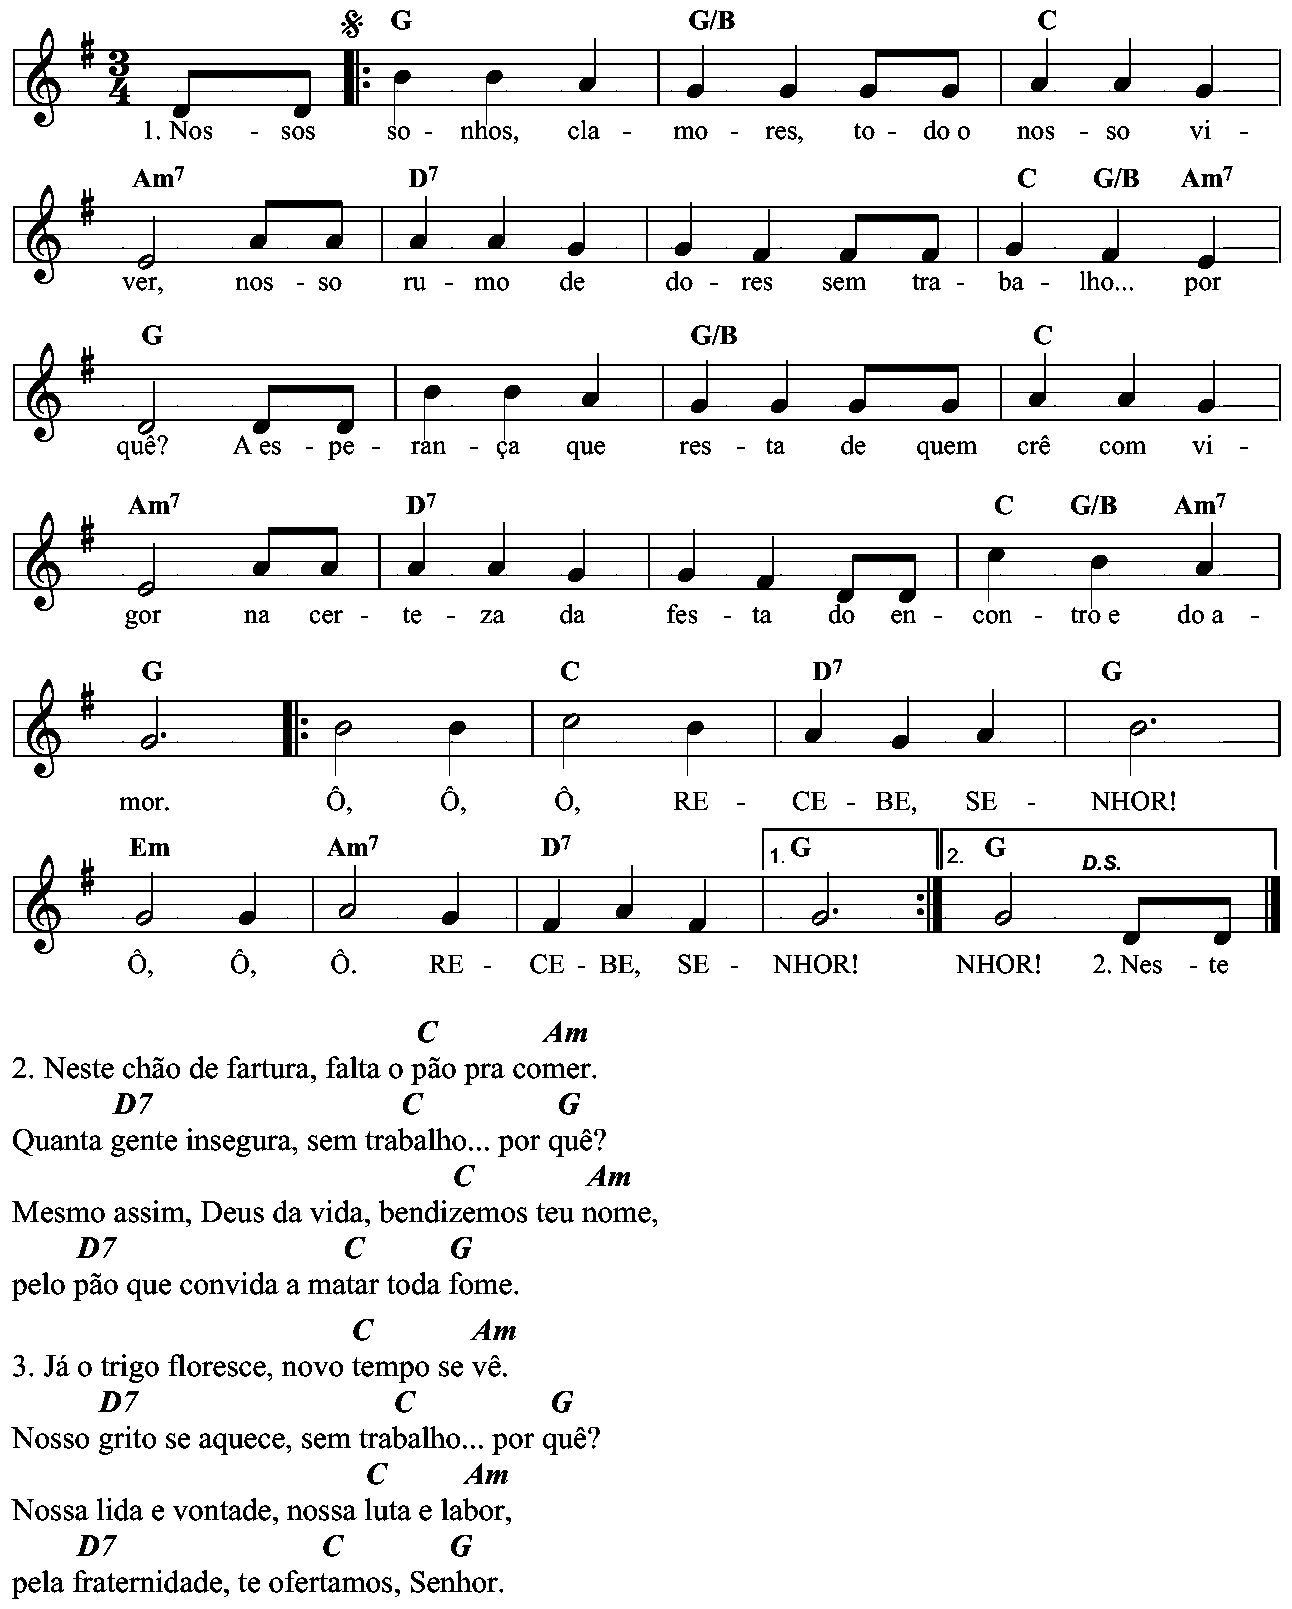 G G/B C
3/4
1. Nos - sos so - nhos, cla - mo - res, to - do o nos - so vi -
Am7 D7 C G/B Am7
ver, nos - so ru - mo de do - res sem tra - ba - lho... por
G G/B C
quê? A es - pe - ran - ça que res - ta de quem crê com vi -
Am7 D7 C G/B Am7
gor na cer - te - za da fes - ta do en - con - tro e do a -
G C D7 G
mor. Ô, Ô, Ô, RE - CE - BE, SE - NHOR!
Em Am7 D7 1. G 2. G D.S.
Ô, Ô, Ô. RE - CE - BE, SE - NHOR! NHOR! 2. Nes - te
C Am
2. Neste chão de fartura, falta o pão pra comer.
D7 C G
Quanta gente insegura, sem trabalho... por quê?
C Am
Mesmo assim, Deus da vida, bendizemos teu nome,
D7 C G
pelo pão que convida a matar toda fome.
C Am
3. Já o trigo floresce, novo tempo se vê.
D7 C G
Nosso grito se aquece, sem trabalho... por quê?
C Am
Nossa lida e vontade, nossa luta e labor,
D7 C G
pela fraternidade, te ofertamos, Senhor.